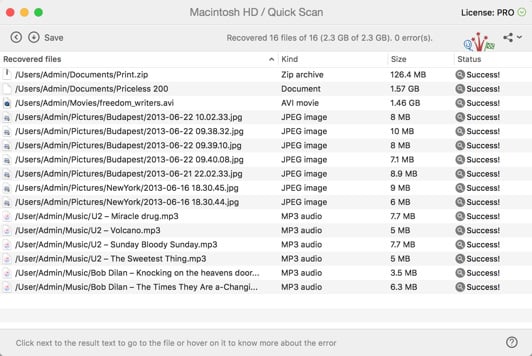 Macintosh HD / Quick Scan
License: PRO
Save
Recovered 16 files of 16 (2.3 GB of 2.3 GB). 0 error(s).
Recovered files Kind Size Status
/Users/Admin/Documents/Print.zip Zip archive 126.4 MB Success!
/Users/Admin/Documents/Priceless 200 Document 1.57 GB Success!
/Users/Admin/Movies/freedom_writers.avi AVI movie 1.46 GB Success!
/Users/Admin/Pictures/Budapest/2013-06-22 10.02.33.jpg JPEG image 8 MB Success!
/Users/Admin/Pictures/Budapest/2013-06-22 09.38.32.jpg JPEG image 10 MB Success!
/Users/Admin/Pictures/Budapest/2013-06-22 09.39.10.jpg JPEG image 8 MB Success!
/Users/Admin/Pictures/Budapest/2013-06-22 09.40.08.jpg JPEG image 7.1 MB Success!
/Users/Admin/Pictures/Budapest/2013-06-21 22.02.33.jpg JPEG image 8.9 MB Success!
/Users/Admin/Pictures/NewYork/2013-06-16 18.30.45.jpg JPEG image 9 MB Success!
/Users/Admin/Pictures/NewYork/2013-06-16 18.30.44.jpg JPEG image 6 MB Success!
/User/Admin/Music/U2 – Miracle drug.mp3 MP3 audio 7.7 MB Success!
/User/Admin/Music/U2 – Volcano.mp3 MP3 audio 5 MB Success!
/User/Admin/Music/U2 – Sunday Bloody Sunday.mp3 MP3 audio 7.7 MB Success!
/User/Admin/Music/U2 – The Sweetest Thing.mp3 MP3 audio 5 MB Success!
/User/Admin/Music/Bob Dilan – Knocking on the heavens door... MP3 audio 3.5 MB Success!
/User/Admin/Music/Bob Dilan – The Times They Are a-Changi... MP3 audio 6.3 MB Success!
Click next to the result text to go to the file or hover on it to know more about the error
?